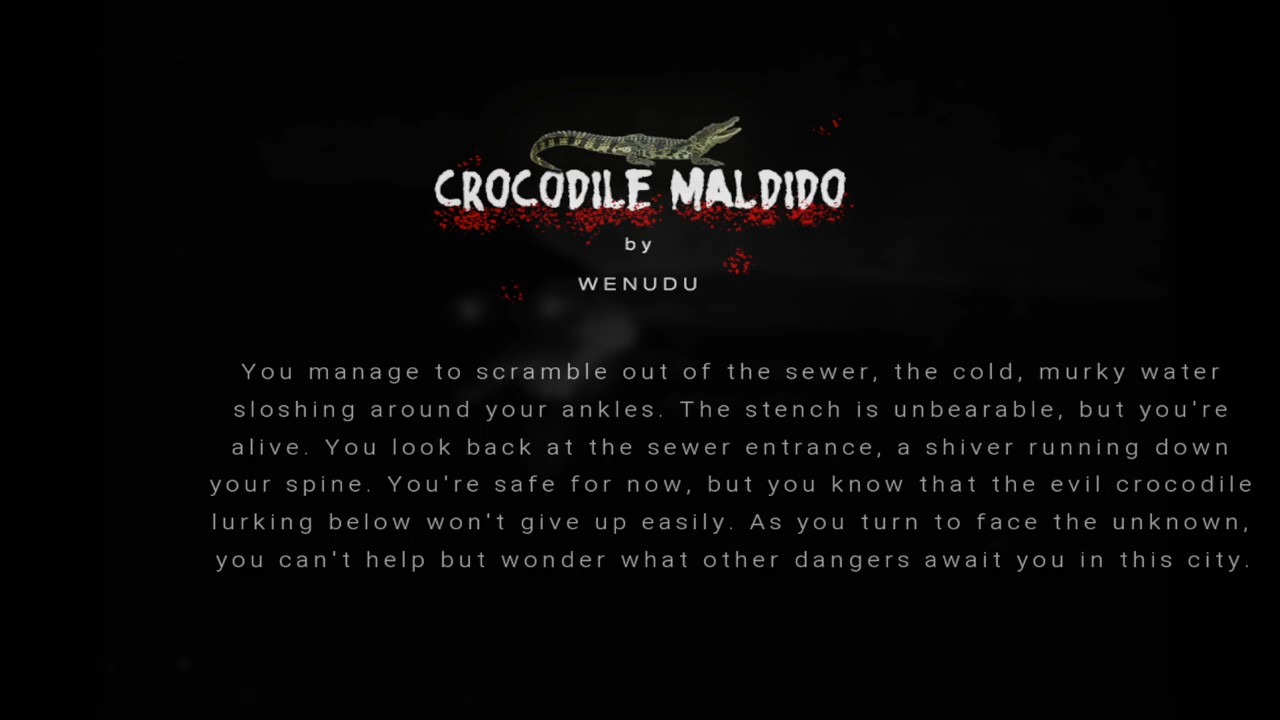 CROCODILE MALDIDO
by
WENUDU
You manage to scramble out of the sewer, the cold, murky water
sloshing around your ankles. The stench is unbearable, but you're
alive. You look back at the sewer entrance, a shiver running down
your spine. You're safe for now, but you know that the evil crocodile
lurking below won't give up easily. As you turn to face the unknown,
you can't help but wonder what other dangers await you in this city.